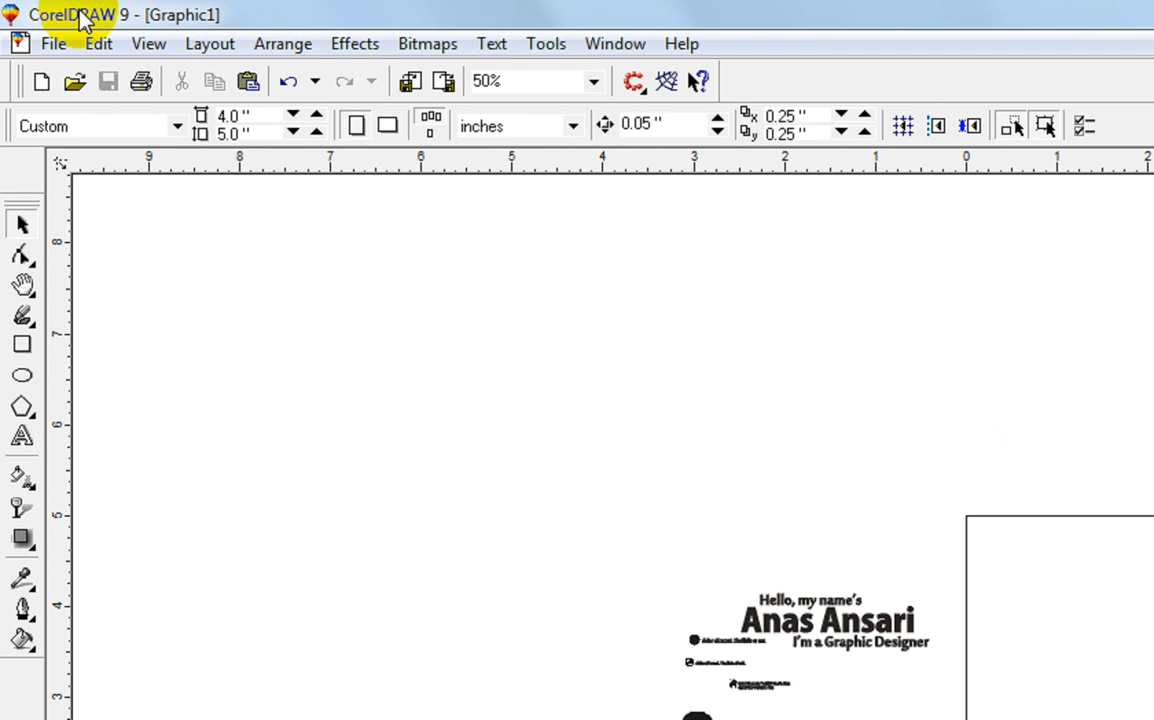 CorelDRAW 9 - [Graphic1]
File Edit View Layout Arrange Effects Bitmaps Text Tools Window Help
50%
Custom 4.0 " 5.0 " inches 0.05 " 0.25 " 0.25 "
9 8 7 6 5 4 3 2 1 0 1 2
8
7
6
5
4
3
Hello, my name's
Anas Ansari
I'm a Graphic Designer